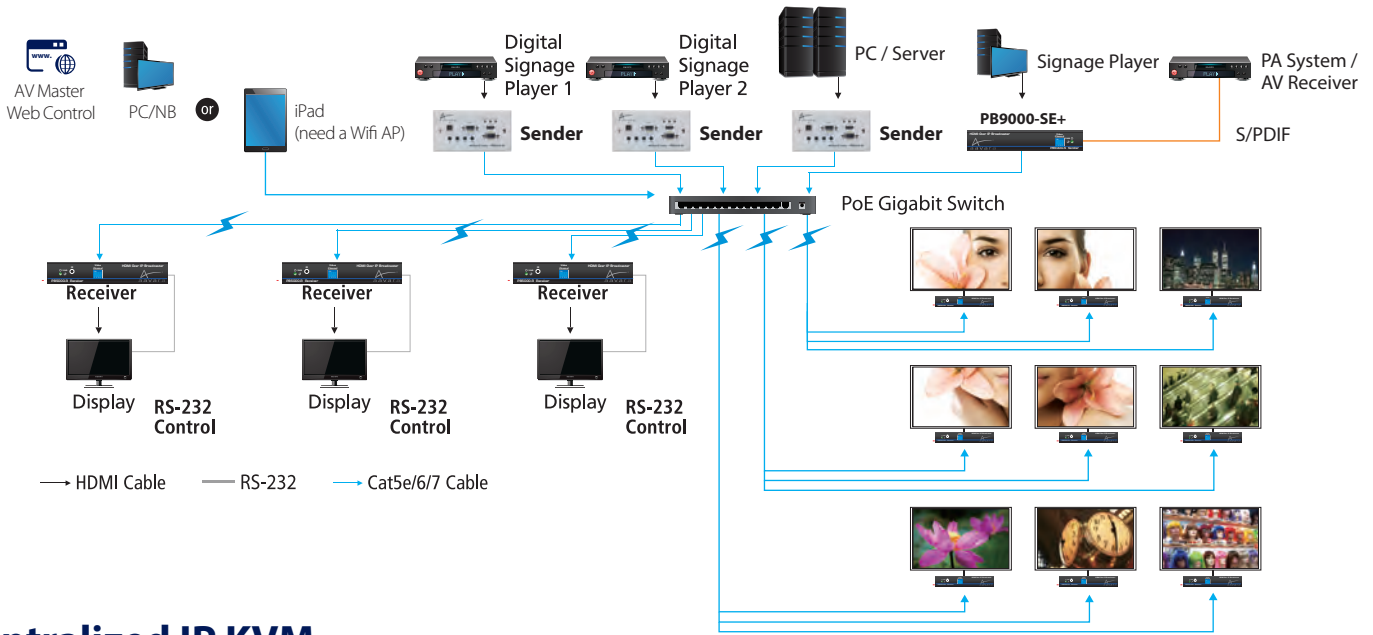 www.
AV Master
Web Control
PC/NB
or
iPad
(need a Wifi AP)
Digital
Signage
Player 1
Digital
Signage
Player 2
PC / Server
Signage Player
PA System /
AV Receiver
Sender
Sender
Sender
PB9000-SE+
S/PDIF
PoE Gigabit Switch
Receiver
Receiver
Receiver
Display
RS-232
Control
Display
RS-232
Control
Display
RS-232
Control
HDMI Cable
RS-232
Cat5e/6/7 Cable